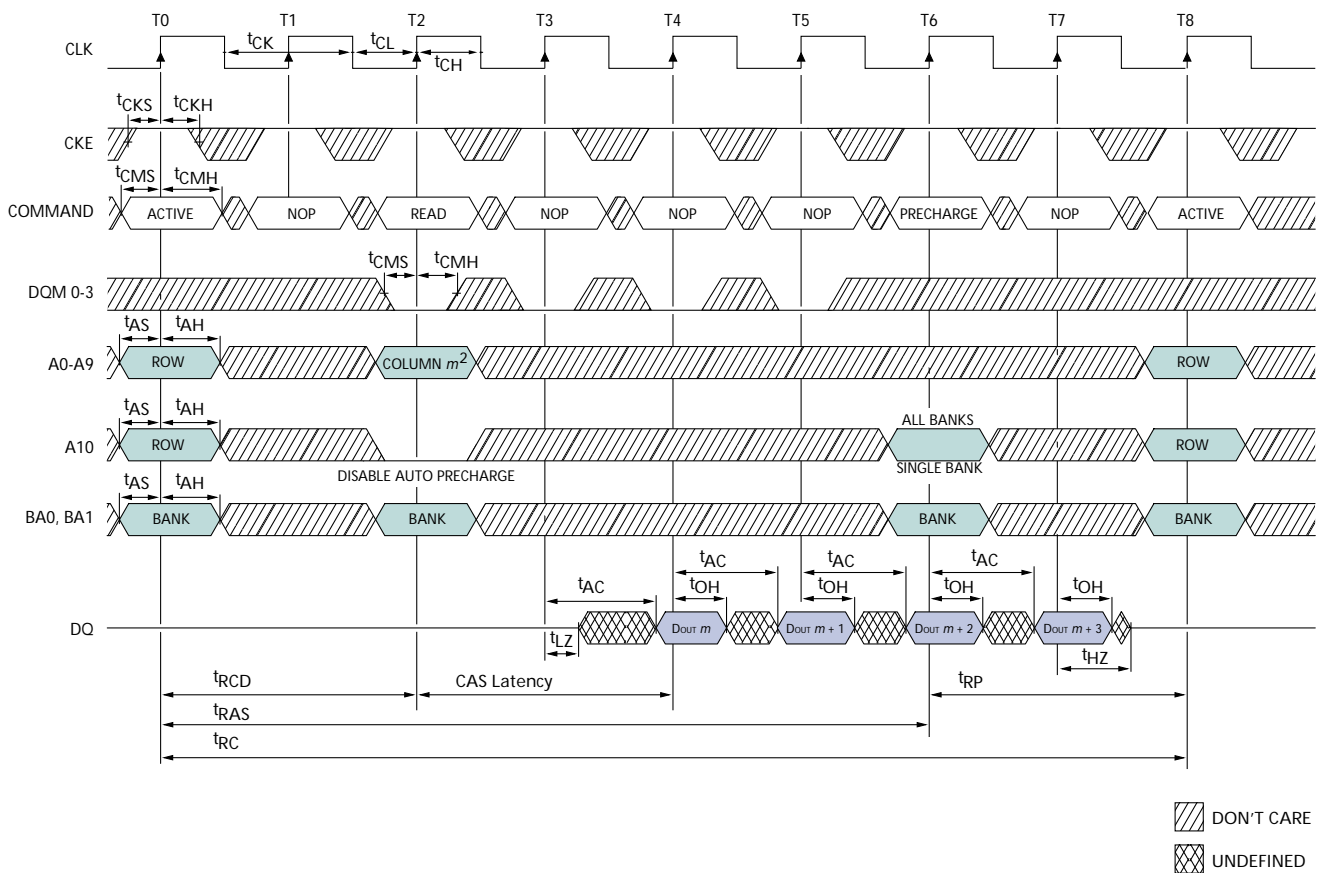 T0 T1 T2 T3 T4 T5 T6 T7 T8
CLK tCK tCL tCH
tCKS tCKH
CKE
tCMS tCMH
COMMAND ACTIVE NOP READ NOP NOP NOP PRECHARGE NOP ACTIVE
tCMS tCMH
DQM 0-3
tAS tAH
A0-A9 ROW COLUMN m2 ROW
tAS tAH ALL BANKS
A10 ROW ROW
DISABLE AUTO PRECHARGE SINGLE BANK
tAS tAH
BA0, BA1 BANK BANK BANK BANK
tAC tAC tAC tAC
tOH tOH tOH tOH
DQ DOUT m DOUT m + 1 DOUT m + 2 DOUT m + 3
tLZ tHZ
tRCD CAS Latency tRP
tRAS
tRC
DON'T CARE
UNDEFINED